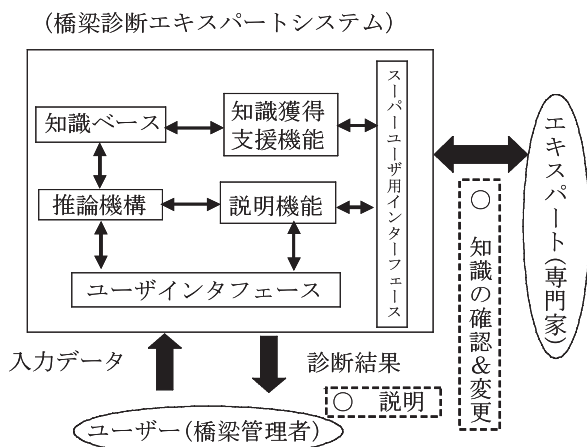 (橋梁診断エキスパートシステム)
知識ベース
知識獲得
支援機能
推論機構
説明機能
ユーザインタフェース
スーパーユーザ用インターフェース
エキスパート(専門家)
○ 知識の確認&変更
入力データ
診断結果
○ 説明
ユーザー(橋梁管理者)